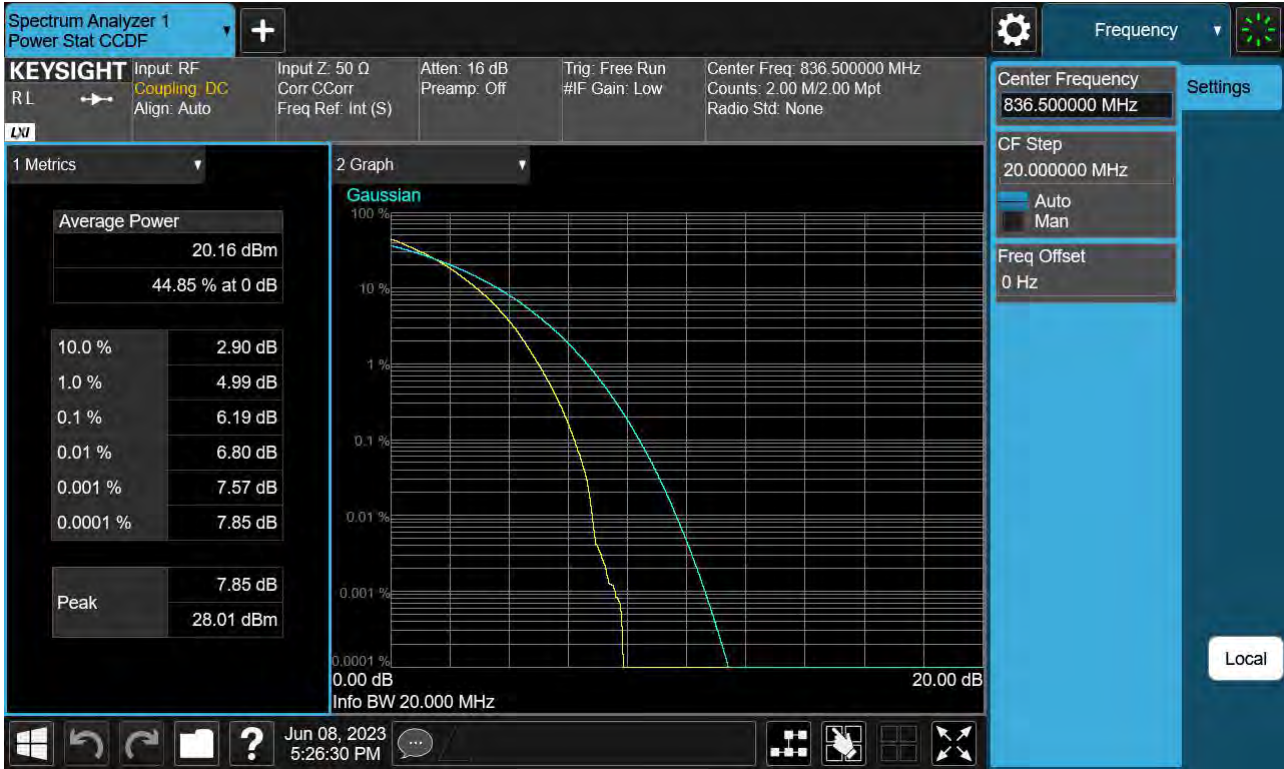 Spectrum Analyzer 1
Power Stat CCDF
+
Frequency
KEYSIGHT
RL
LXI
Input: RF
Coupling: DC
Align: Auto
Input Z: 50 Ω
Corr CCorr
Freq Ref: Int (S)
Atten: 16 dB
Preamp: Off
Trig: Free Run
#IF Gain: Low
Center Freq: 836.500000 MHz
Counts: 2.00 M/2.00 Mpt
Radio Std: None
Center Frequency
836.500000 MHz
Settings
CF Step
20.000000 MHz
Auto
Man
Freq Offset
0 Hz
Local
1 Metrics
Average Power
20.16 dBm
44.85 % at 0 dB
10.0 % 2.90 dB
1.0 % 4.99 dB
0.1 % 6.19 dB
0.01 % 6.80 dB
0.001 % 7.57 dB
0.0001 % 7.85 dB
Peak
7.85 dB
28.01 dBm
2 Graph
Gaussian
100 %
10 %
1 %
0.1 %
0.01 %
0.001 %
0.0001 %
0.00 dB 20.00 dB
Info BW 20.000 MHz
?
Jun 08, 2023
5:26:30 PM